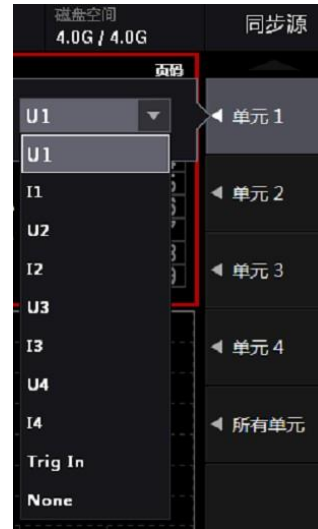 磁盘空间
4.0G / 4.0G
同步源
页码
U1
单元 1
U1
I1
U2
单元 2
I2
U3
单元 3
I3
U4
单元 4
I4
所有单元
Trig In
None